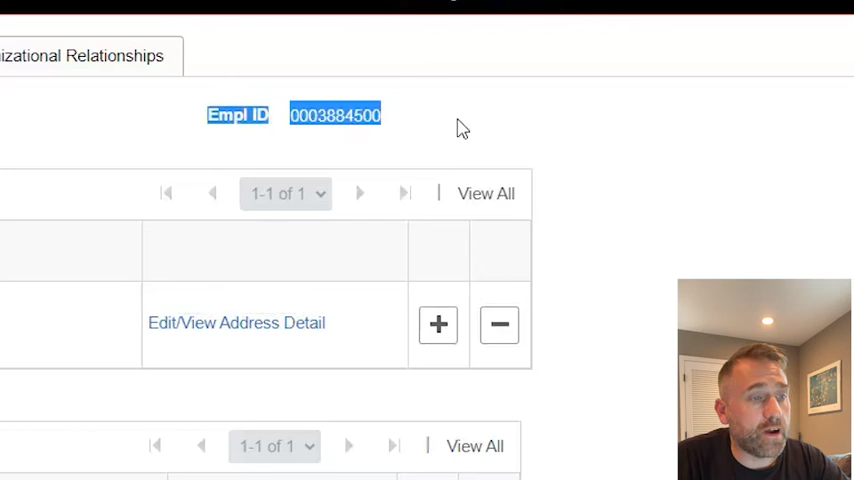 izational Relationships
Empl ID 0003884500
1-1 of 1 | View All
Edit/View Address Detail
1-1 of 1 | View All